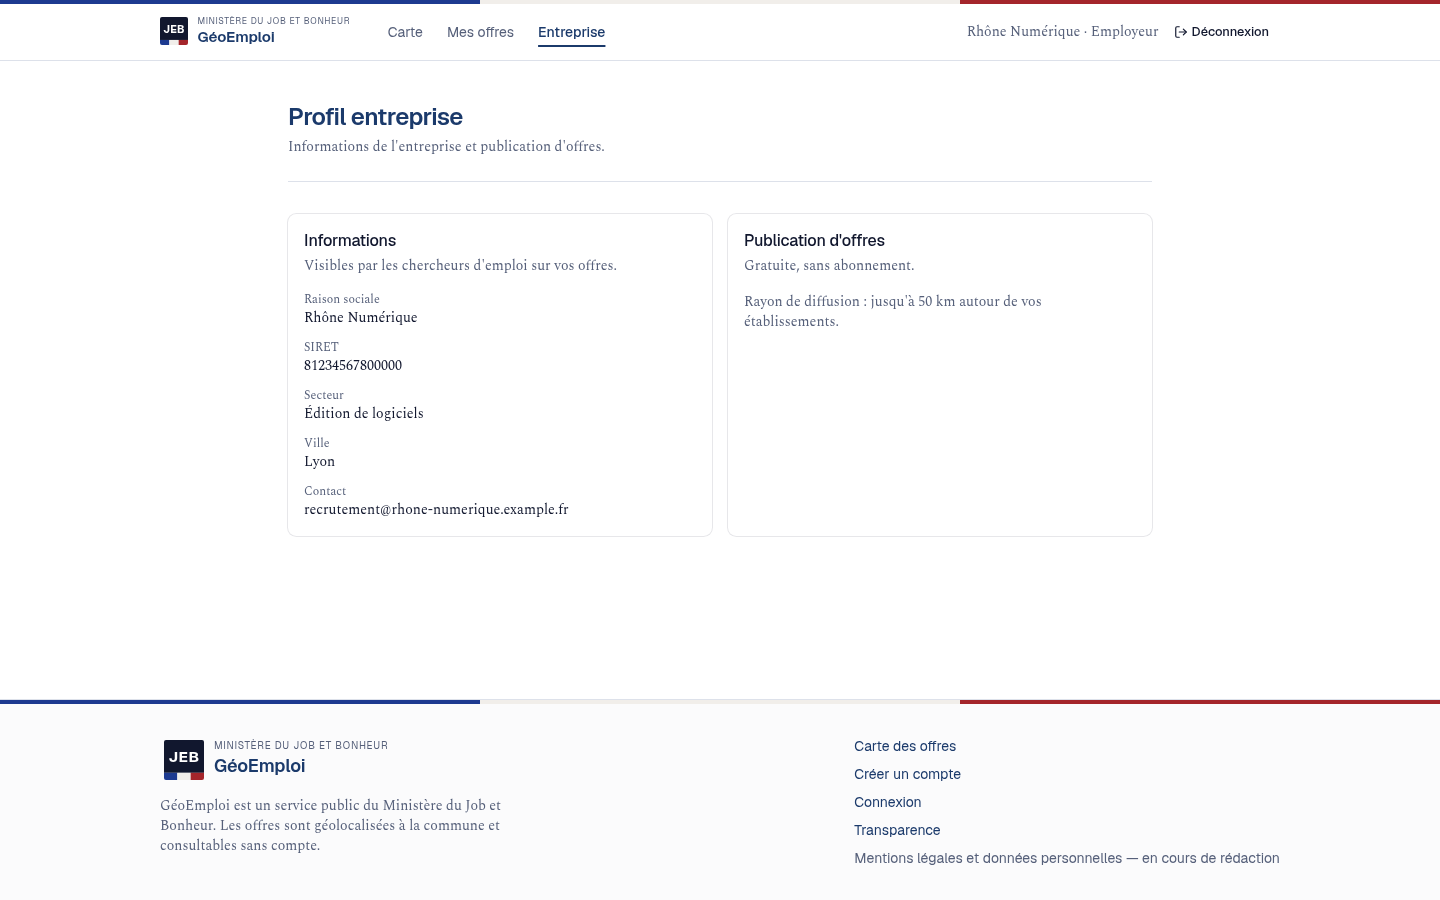 JEB
MINISTÈRE DU JOB ET BONHEUR
GéoEmploi
Carte
Mes offres
Entreprise
Rhône Numérique · Employeur
Déconnexion
Profil entreprise
Informations de l'entreprise et publication d'offres.
Informations
Visibles par les chercheurs d'emploi sur vos offres.
Raison sociale
Rhône Numérique
SIRET
81234567800000
Secteur
Édition de logiciels
Ville
Lyon
Contact
recrutement@rhone-numerique.example.fr
Publication d'offres
Gratuite, sans abonnement.
Rayon de diffusion : jusqu'à 50 km autour de vos
établissements.
JEB
MINISTÈRE DU JOB ET BONHEUR
GéoEmploi
GéoEmploi est un service public du Ministère du Job et
Bonheur. Les offres sont géolocalisées à la commune et
consultables sans compte.
Carte des offres
Créer un compte
Connexion
Transparence
Mentions légales et données personnelles — en cours de rédaction